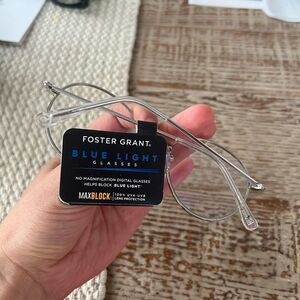 FOSTER GRANT.
BLUE LIGHT
GLASSES
NO MAGNIFICATION DIGITAL GLASSES
HELPS BLOCK BLUE LIGHT*
MAXBLOCK 100% UVA-UVB
LENS PROTECTION